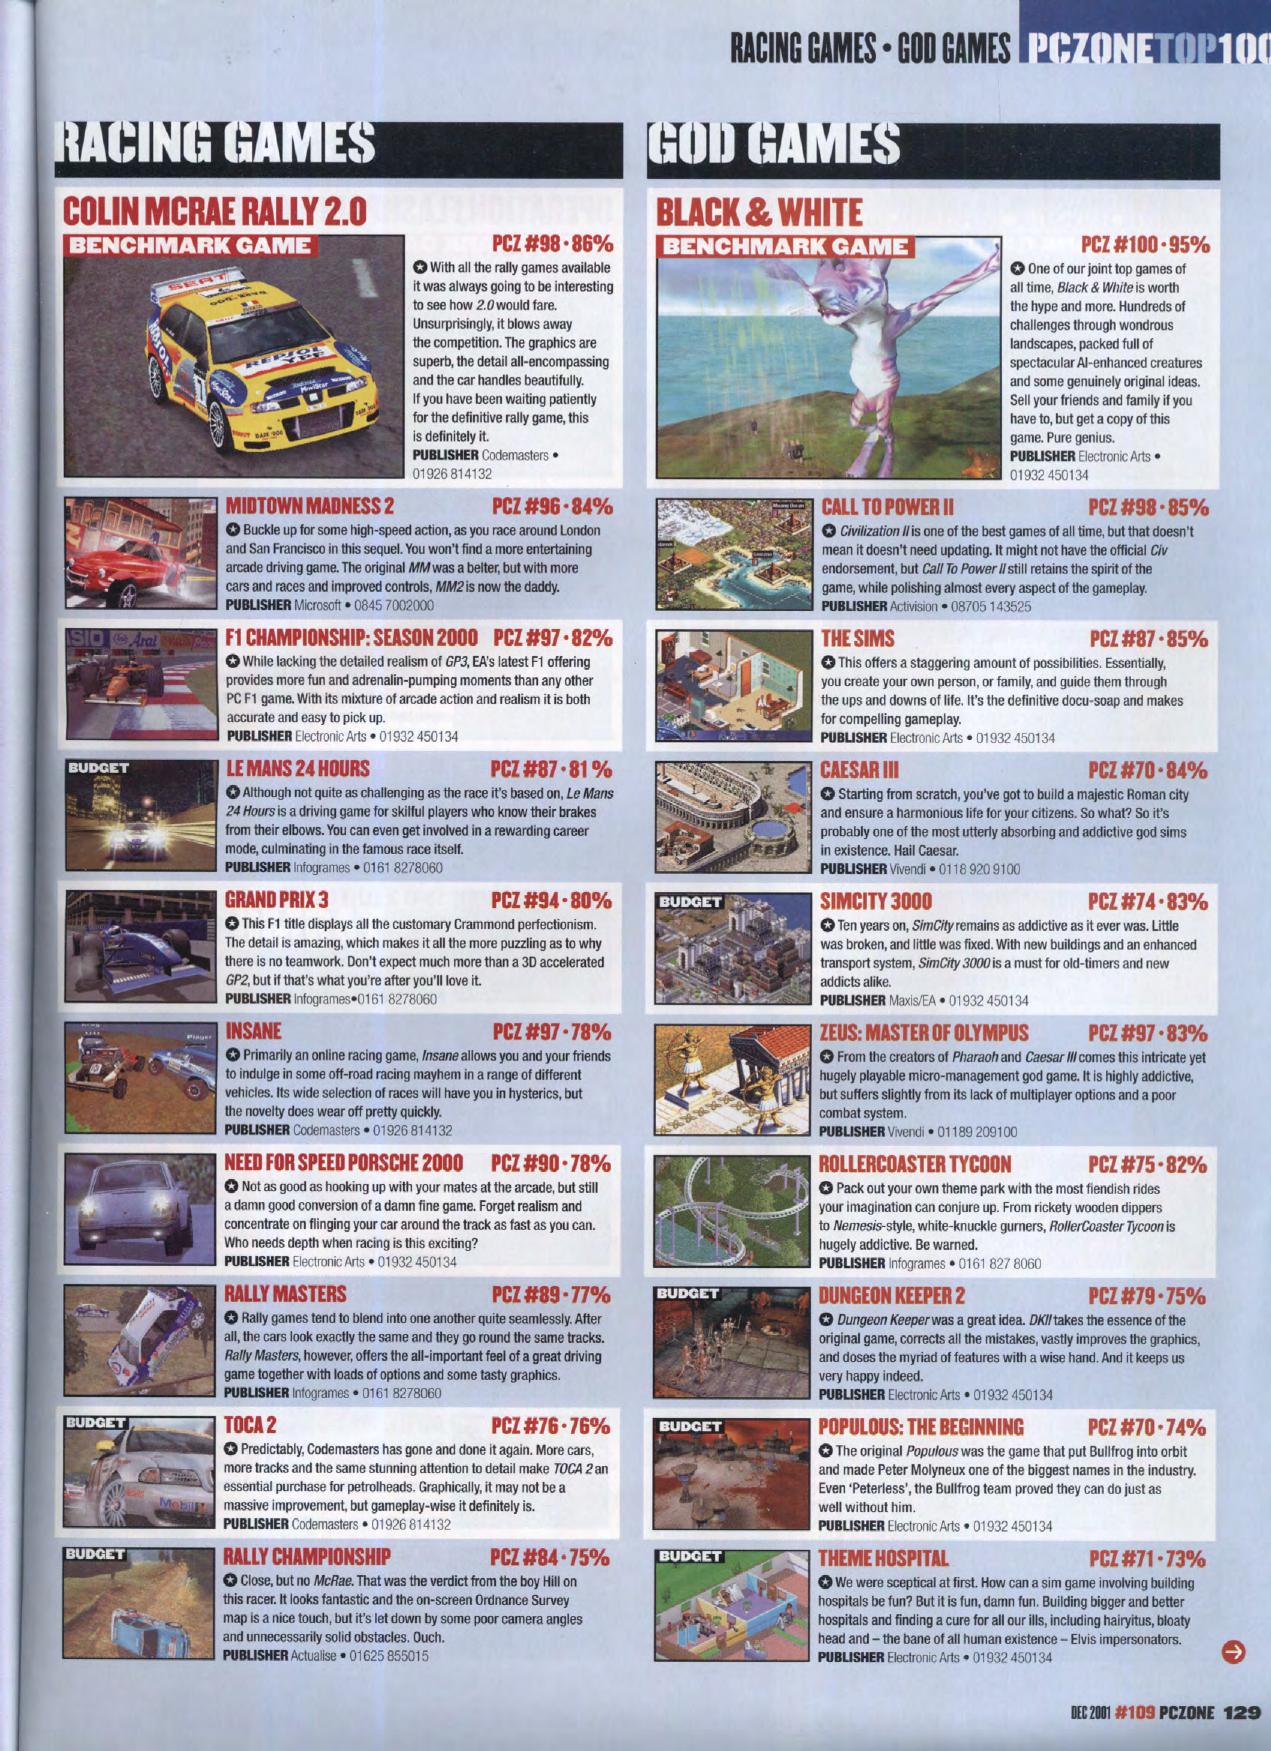 RACING GAMES • GOD GAMES PCZONETOP100
RACING GAMES
COLIN MCRAE RALLY 2.0
BENCHMARK GAME
PCZ #98 • 86%
With all the rally games available
it was always going to be interesting
to see how 2.0 would fare.
Unsurprisingly, it blows away
the competition. The graphics are
superb, the detail all-encompassing
and the car handles beautifully.
If you have been waiting patiently
for the definitive rally game, this
is definitely it.
PUBLISHER Codemasters •
01926 814132
SEAT
REPSOL
YPF
MIDTOWN MADNESS 2 PCZ #96 • 84%
Buckle up for some high-speed action, as you race around London
and San Francisco in this sequel. You won't find a more entertaining
arcade driving game. The original MM was a belter, but with more
cars and races and improved controls, MM2 is now the daddy.
PUBLISHER Microsoft • 0845 7002000
F1 CHAMPIONSHIP: SEASON 2000 PCZ #97 • 82%
While lacking the detailed realism of GP3, EA's latest F1 offering
provides more fun and adrenalin-pumping moments than any other
PC F1 game. With its mixture of arcade action and realism it is both
accurate and easy to pick up.
PUBLISHER Electronic Arts • 01932 450134
BUDGET
LE MANS 24 HOURS PCZ #87 • 81%
Although not quite as challenging as the race it's based on, Le Mans
24 Hours is a driving game for skilful players who know their brakes
from their elbows. You can even get involved in a rewarding career
mode, culminating in the famous race itself.
PUBLISHER Infogrames • 0161 8278060
GRAND PRIX 3 PCZ #94 • 80%
This F1 title displays all the customary Crammond perfectionism.
The detail is amazing, which makes it all the more puzzling as to why
there is no teamwork. Don't expect much more than a 3D accelerated
GP2, but if that's what you're after you'll love it.
PUBLISHER Infogrames•0161 8278060
Player
INSANE PCZ #97 • 78%
Primarily an online racing game, Insane allows you and your friends
to indulge in some off-road racing mayhem in a range of different
vehicles. Its wide selection of races will have you in hysterics, but
the novelty does wear off pretty quickly.
PUBLISHER Codemasters • 01926 814132
NEED FOR SPEED PORSCHE 2000 PCZ #90 • 78%
Not as good as hooking up with your mates at the arcade, but still
a damn good conversion of a damn fine game. Forget realism and
concentrate on flinging your car around the track as fast as you can.
Who needs depth when racing is this exciting?
PUBLISHER Electronic Arts • 01932 450134
RALLY MASTERS PCZ #89 • 77%
Rally games tend to blend into one another quite seamlessly. After
all, the cars look exactly the same and they go round the same tracks.
Rally Masters, however, offers the all-important feel of a great driving
game together with loads of options and some tasty graphics.
PUBLISHER Infogrames • 0161 8278060
BUDGET
Mobil
TOCA 2 PCZ #76 • 76%
Predictably, Codemasters has gone and done it again. More cars,
more tracks and the same stunning attention to detail make TOCA 2 an
essential purchase for petrolheads. Graphically, it may not be a
massive improvement, but gameplay-wise it definitely is.
PUBLISHER Codemasters • 01926 814132
BUDGET
RALLY CHAMPIONSHIP PCZ #84 • 75%
Close, but no McRae. That was the verdict from the boy Hill on
this racer. It looks fantastic and the on-screen Ordnance Survey
map is a nice touch, but it's let down by some poor camera angles
and unnecessarily solid obstacles. Ouch.
PUBLISHER Actualise • 01625 855015
GOD GAMES
BLACK & WHITE
BENCHMARK GAME
PCZ #100 • 95%
One of our joint top games of
all time, Black & White is worth
the hype and more. Hundreds of
challenges through wondrous
landscapes, packed full of
spectacular AI-enhanced creatures
and some genuinely original ideas.
Sell your friends and family if you
have to, but get a copy of this
game. Pure genius.
PUBLISHER Electronic Arts •
01932 450134
CALL TO POWER II PCZ #98 • 85%
Civilization II is one of the best games of all time, but that doesn't
mean it doesn't need updating. It might not have the official Civ
endorsement, but Call To Power II still retains the spirit of the
game, while polishing almost every aspect of the gameplay.
PUBLISHER Activision • 08705 143525
THE SIMS PCZ #87 • 85%
This offers a staggering amount of possibilities. Essentially,
you create your own person, or family, and guide them through
the ups and downs of life. It's the definitive docu-soap and makes
for compelling gameplay.
PUBLISHER Electronic Arts • 01932 450134
CAESAR III PCZ #70 • 84%
Starting from scratch, you've got to build a majestic Roman city
and ensure a harmonious life for your citizens. So what? So it's
probably one of the most utterly absorbing and addictive god sims
in existence. Hail Caesar.
PUBLISHER Vivendi • 0118 920 9100
BUDGET
SIMCITY 3000 PCZ #74 • 83%
Ten years on, SimCity remains as addictive as it ever was. Little
was broken, and little was fixed. With new buildings and an enhanced
transport system, SimCity 3000 is a must for old-timers and new
addicts alike.
PUBLISHER Maxis/EA • 01932 450134
ZEUS: MASTER OF OLYMPUS PCZ #97 • 83%
From the creators of Pharaoh and Caesar III comes this intricate yet
hugely playable micro-management god game. It is highly addictive,
but suffers slightly from its lack of multiplayer options and a poor
combat system.
PUBLISHER Vivendi • 01189 209100
ROLLERCOASTER TYCOON PCZ #75 • 82%
Pack out your own theme park with the most fiendish rides
your imagination can conjure up. From rickety wooden dippers
to Nemesis-style, white-knuckle gurners, RollerCoaster Tycoon is
hugely addictive. Be warned.
PUBLISHER Infogrames • 0161 827 8060
BUDGET
DUNGEON KEEPER 2 PCZ #79 • 75%
Dungeon Keeper was a great idea. DKII takes the essence of the
original game, corrects all the mistakes, vastly improves the graphics,
and doses the myriad of features with a wise hand. And it keeps us
very happy indeed.
PUBLISHER Electronic Arts • 01932 450134
BUDGET
POPULOUS: THE BEGINNING PCZ #70 • 74%
The original Populous was the game that put Bullfrog into orbit
and made Peter Molyneux one of the biggest names in the industry.
Even 'Peterless', the Bullfrog team proved they can do just as
well without him.
PUBLISHER Electronic Arts • 01932 450134
BUDGET
THEME HOSPITAL PCZ #71 • 73%
We were sceptical at first. How can a sim game involving building
hospitals be fun? But it is fun, damn fun. Building bigger and better
hospitals and finding a cure for all our ills, including hairyitus, bloaty
head and – the bane of all human existence – Elvis impersonators.
PUBLISHER Electronic Arts • 01932 450134
DEC 2001 #109 PCZONE 129